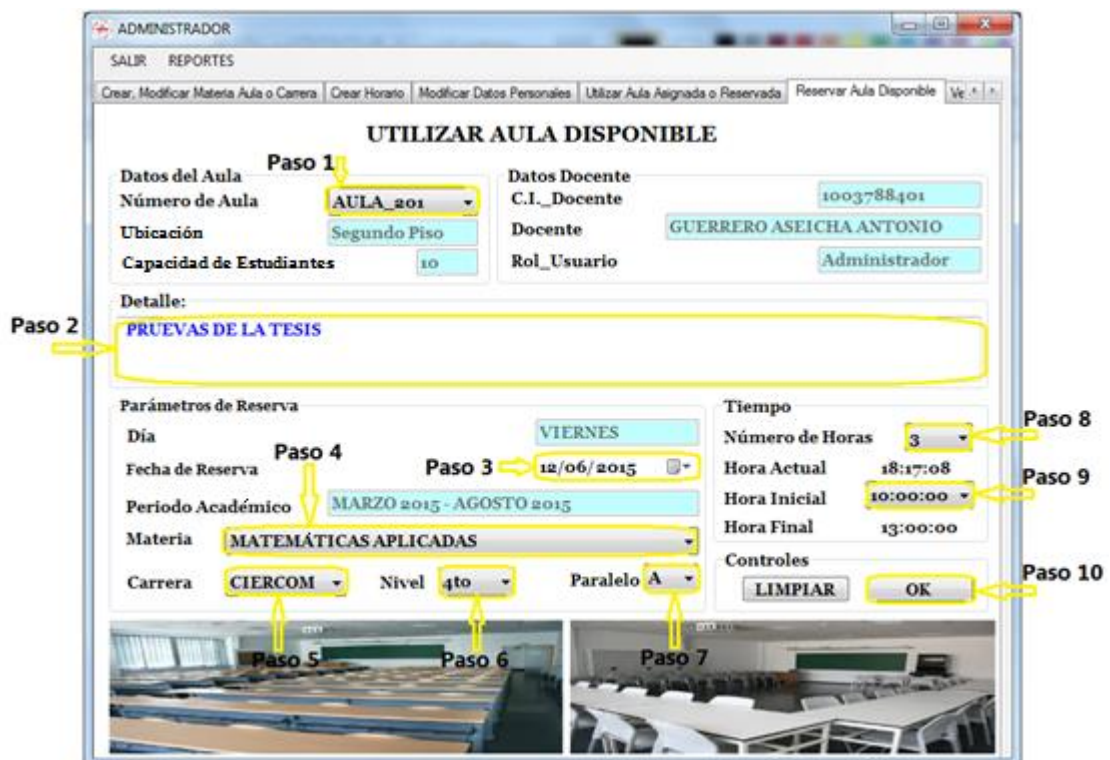 ADMINISTRADOR
SALIR REPORTES
Crear, Modificar Materia Aula o Carrera Crear Horario Modificar Datos Personales Utilizar Aula Asignada o Reservada Reservar Aula Disponible Ve
UTILIZAR AULA DISPONIBLE
Paso 1
Datos del Aula
Número de Aula AULA_201
Ubicación Segundo Piso
Capacidad de Estudiantes 10
Datos Docente
C.I._Docente 1003788401
Docente GUERRERO ASEICHA ANTONIO
Rol_Usuario Administrador
Detalle:
Paso 2
PRUEVAS DE LA TESIS
Parámetros de Reserva
Día VIERNES
Paso 4
Fecha de Reserva Paso 3 12/06/2015
Periodo Académico MARZO 2015 - AGOSTO 2015
Materia MATEMÁTICAS APLICADAS
Carrera CIERCOM Nivel 4to Paralelo A
Tiempo
Número de Horas 3 Paso 8
Hora Actual 18:17:08
Hora Inicial 10:00:00 Paso 9
Hora Final 13:00:00
Controles
LIMPIAR OK Paso 10
Paso 5 Paso 6 Paso 7